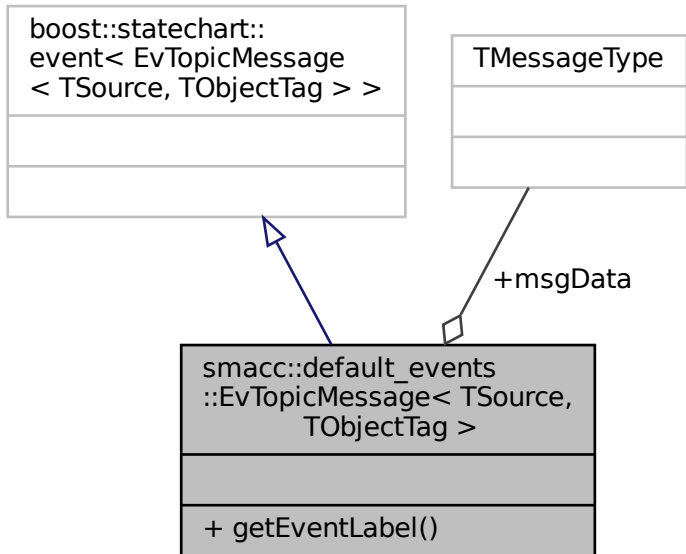 boost::statechart::
event< EvTopicMessage
< TSource, TObjectTag > >
TMessageType
+msgData
smacc::default_events
::EvTopicMessage< TSource,
TObjectTag >
+ getEventLabel()